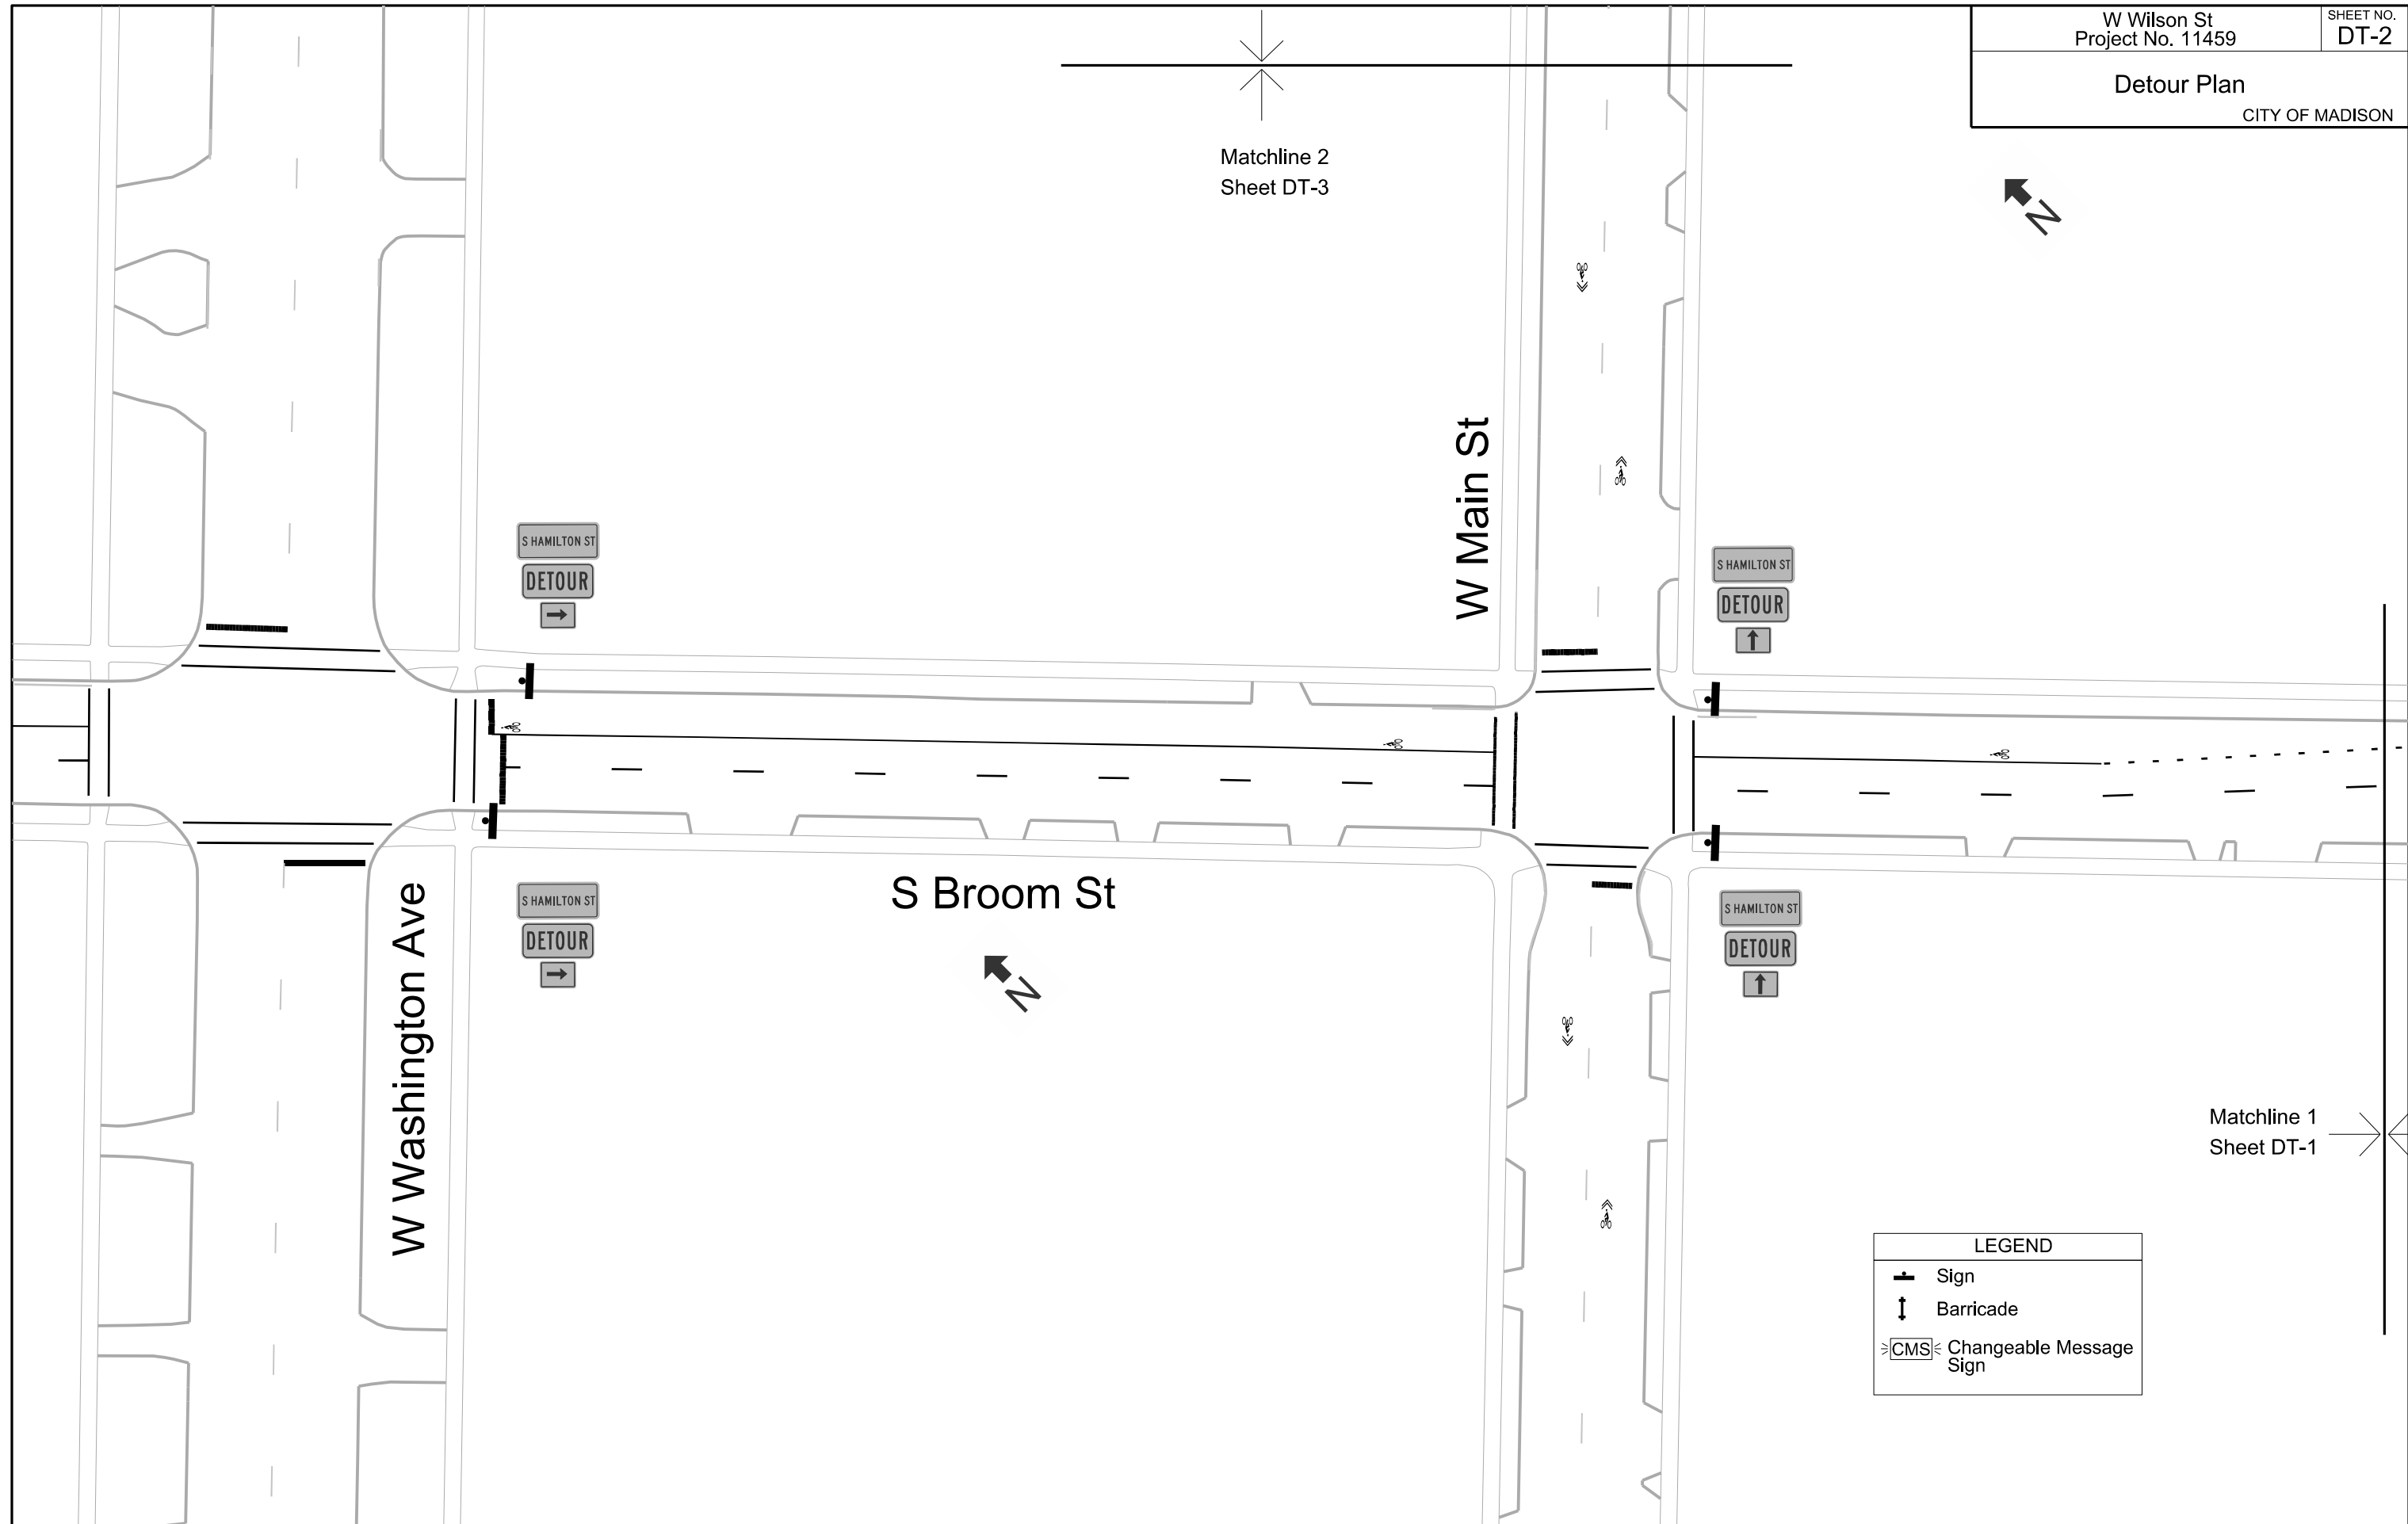 W Wilson St
Project No. 11459
SHEET NO.
DT-2
Detour Plan
CITY OF MADISON
Matchline 2
Sheet DT-3
N
W Main St
S HAMILTON ST
DETOUR
S HAMILTON ST
DETOUR
S Broom St
W Washington Ave
S HAMILTON ST
DETOUR
S HAMILTON ST
DETOUR
N
Matchline 1
Sheet DT-1
LEGEND
Sign
Barricade
CMS Changeable Message
Sign